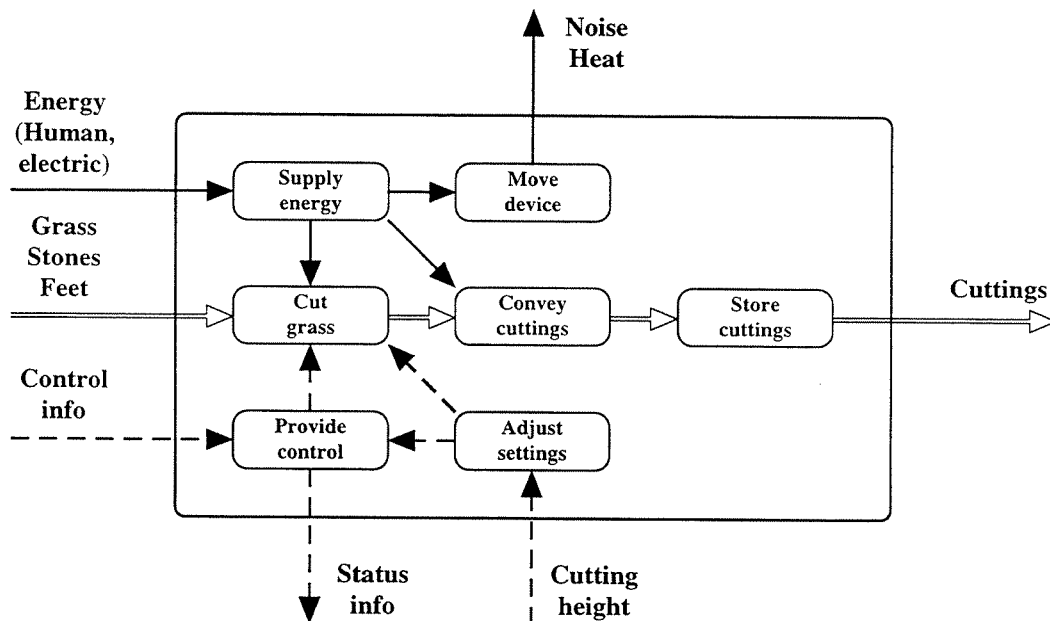 Noise
Heat
Energy
(Human,
electric)
Supply
energy
Move
device
Grass
Stones
Feet
Cut
grass
Convey
cuttings
Store
cuttings
Cuttings
Control
info
Provide
control
Adjust
settings
Status
info
Cutting
height